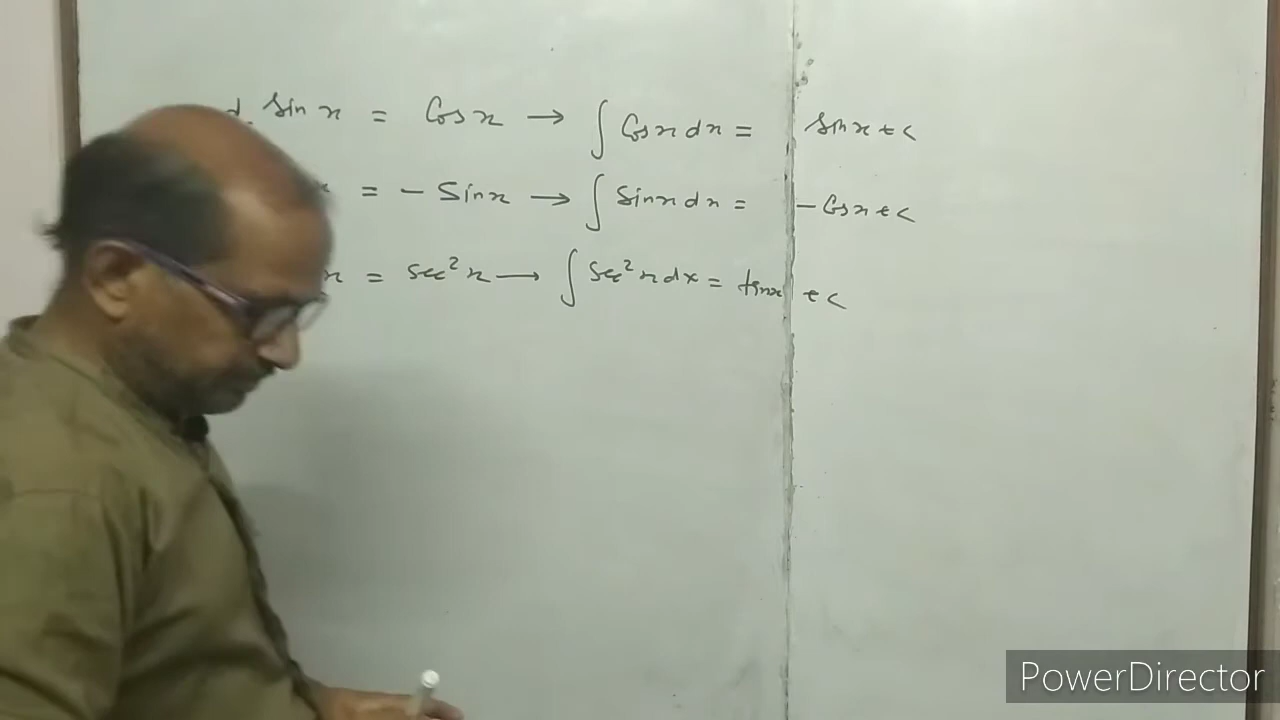 d. Sin x = Cos x → ∫ Cos x dx = Sin x + c
x = - Sin x → ∫ Sin x dx = - Cos x + c
x = Sec² x → ∫ Sec² x dx = tan x + c
PowerDirector